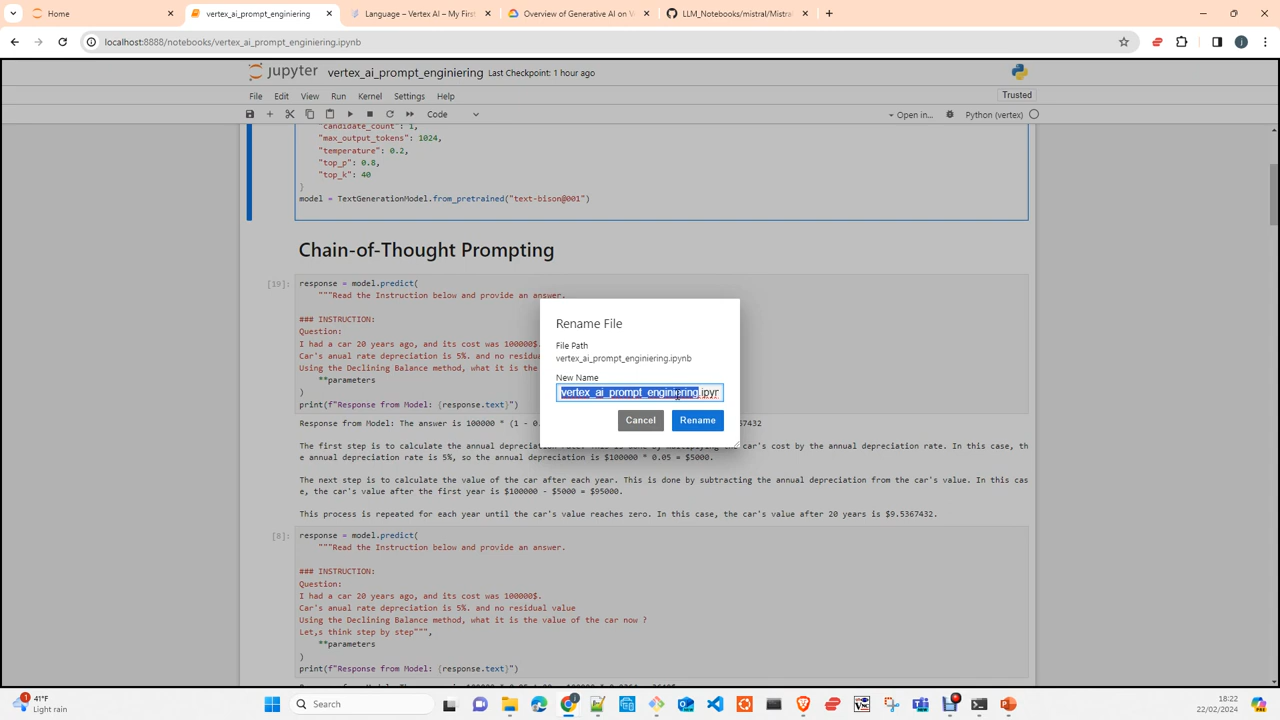 Home
vertex_ai_prompt_enginiering
Language – Vertex AI – My First
Overview of Generative AI on V
LLM_Notebooks/mistral/Mistral
localhost:8888/notebooks/vertex_ai_prompt_enginiering.ipynb
jupyter vertex_ai_prompt_enginiering Last Checkpoint: 1 hour ago
File Edit View Run Kernel Settings Help
Trusted
Code
Open in...
Python (vertex)
"candidate_count": 1,
"max_output_tokens": 1024,
"temperature": 0.2,
"top_p": 0.8,
"top_k": 40
}
model = TextGenerationModel.from_pretrained("text-bison@001")
Chain-of-Thought Prompting
[19]: response = model.predict(
"""Read the Instruction below and provide an answer.
### INSTRUCTION:
Question:
I had a car 20 years ago, and its cost was 100000$.
Car's anual rate depreciation is 5%. and no residual
Using the Declining Balance method, what it is the
**parameters
)
print(f"Response from Model: {response.text}")
Response from Model: The answer is 100000 * (1 - 0.
The first step is to calculate the annual depreciation
the car's cost by the annual depreciation rate. In this case, th
e annual depreciation rate is 5%, so the annual depreciation is $100000 * 0.05 = $5000.
The next step is to calculate the value of the car after each year. This is done by subtracting the annual depreciation from the car's value. In this cas
e, the car's value after the first year is $100000 - $5000 = $95000.
This process is repeated for each year until the car's value reaches zero. In this case, the car's value after 20 years is $9.5367432.
Rename File
File Path
vertex_ai_prompt_enginiering.ipynb
New Name
vertex_ai_prompt_enginiering.ipyr
Cancel Rename
[8]: response = model.predict(
"""Read the Instruction below and provide an answer.
### INSTRUCTION:
Question:
I had a car 20 years ago, and its cost was 100000$.
Car's anual rate depreciation is 5%. and no residual value
Using the Declining Balance method, what it is the value of the car now ?
Let,s think step by step""",
**parameters
)
print(f"Response from Model: {response.text}")
1
41°F
Light rain
Search
18:22
22/02/2024